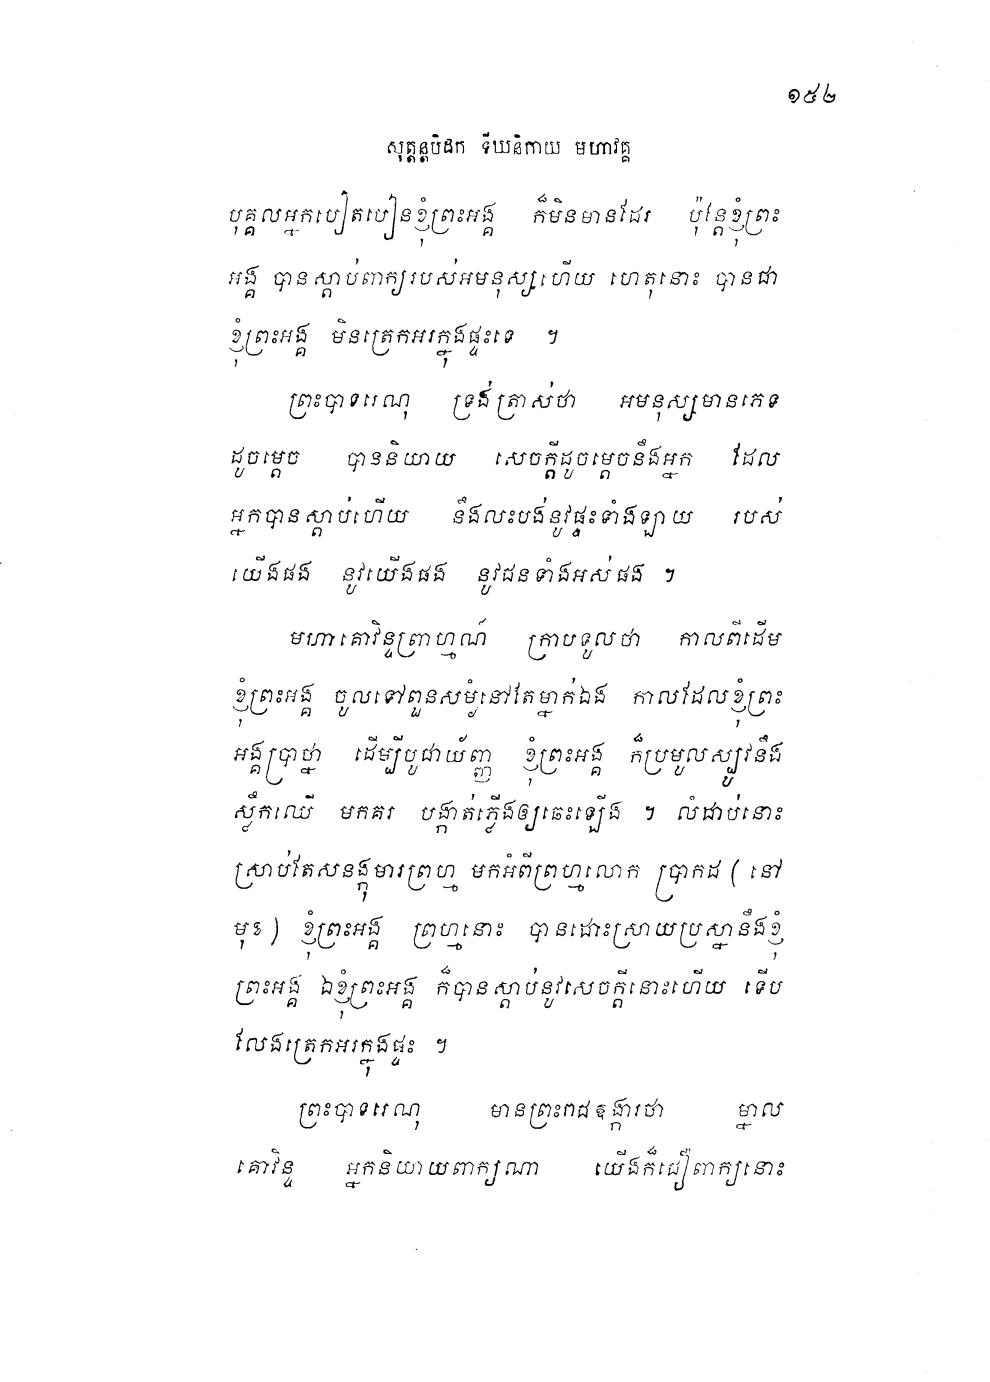 ១៥២
សុត្តន្តបិដក ទីឃនិកាយ មហាវគ្គ
បុគ្គលអ្នកបៀតបៀនខ្ញុំព្រះអង្គ ក៏មិនមានដែរ ប៉ុន្តែខ្ញុំព្រះ
អង្គ បានស្តាប់ពាក្យរបស់អមនុស្សហើយ ហេតុនោះ បានជា
ខ្ញុំព្រះអង្គ មិនត្រេកអរក្នុងផ្ទះទេ ។
ព្រះបាទរេណុ ទ្រង់ត្រាស់ថា អមនុស្សមានភេទ
ដូចម្តេច បាននិយាយ សេចក្តីដូចម្តេចនឹងអ្នក ដែល
អ្នកបានស្តាប់ហើយ នឹងលះបង់នូវផ្ទះទាំងឡាយ របស់
យើងផង នូវយើងផង នូវជនទាំងអស់ផង ។
មហាគោវិន្ទព្រាហ្មណ៍ ក្រាបទូលថា កាលពីដើម
ខ្ញុំព្រះអង្គ ចូលទៅពួនសម្ងំនៅតែម្នាក់ឯង កាលដែលខ្ញុំព្រះ
អង្គប្រាថ្នា ដើម្បីបូជាយ័ញ្ញ ខ្ញុំព្រះអង្គ ក៏ប្រមូលស្បូវនឹង
ស្លឹកឈើ មកគរ បង្កាត់ភ្លើងឲ្យឆេះឡើង ។ លំដាប់នោះ
ស្រាប់តែសនង្កុមារព្រហ្ម មកអំពីព្រហ្មលោក ប្រាកដ ( នៅ
មុខ ) ខ្ញុំព្រះអង្គ ព្រហ្មនោះ បានដោះស្រាយប្រស្នានឹងខ្ញុំ
ព្រះអង្គ ឯខ្ញុំព្រះអង្គ ក៏បានស្តាប់នូវសេចក្តីនោះហើយ ទើប
លែងត្រេកអរក្នុងផ្ទះ ។
ព្រះបាទរេណុ មានព្រះរាជឱង្ការថា ម្នាល
គោវិន្ទ អ្នកនិយាយពាក្យណា យើងក៏ជឿពាក្យនោះ